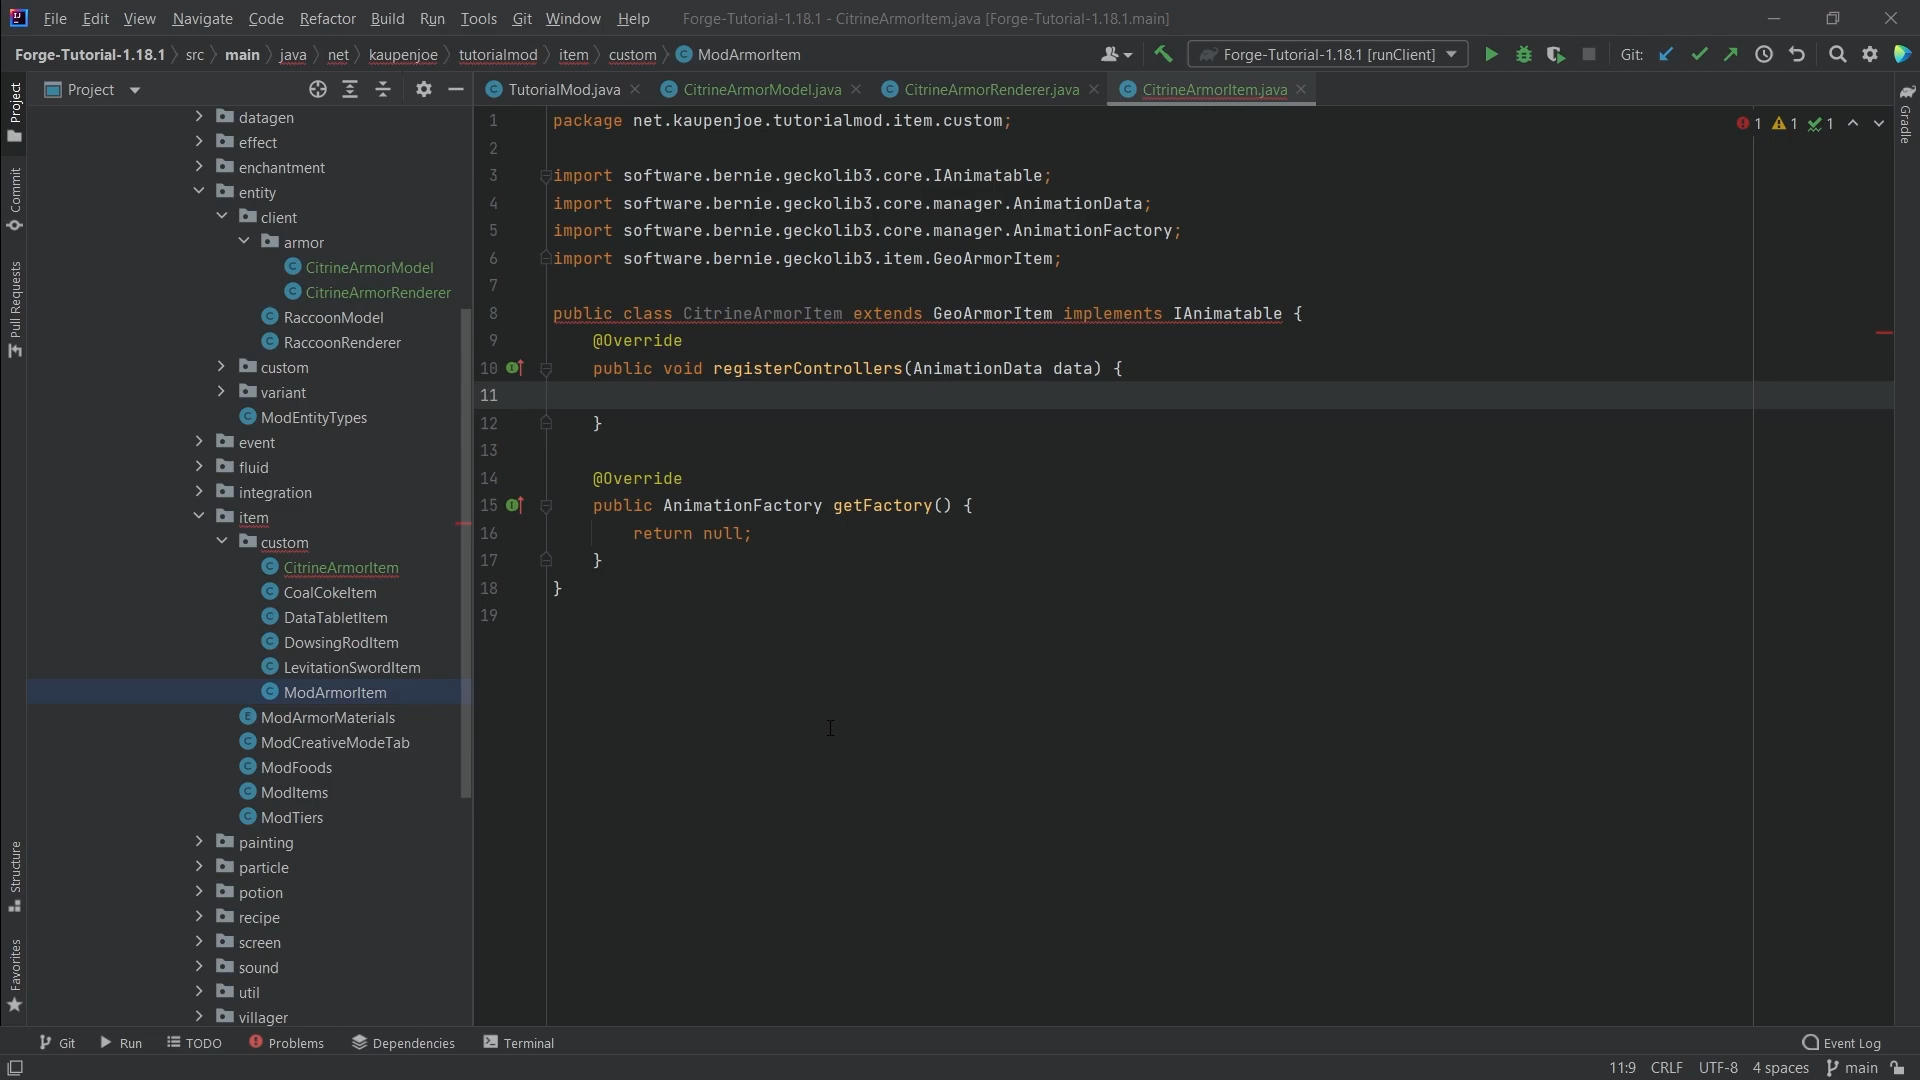 File Edit View Navigate Code Refactor Build Run Tools Git Window Help Forge-Tutorial-1.18.1 - CitrineArmorItem.java [Forge-Tutorial-1.18.1.main]
Forge-Tutorial-1.18.1 src main java net kaupenjoe tutorialmod item custom ModArmorItem Forge-Tutorial-1.18.1 [runClient] Git:
Project
TutorialMod.java CitrineArmorModel.java CitrineArmorRenderer.java CitrineArmorItem.java
Project
Commit
Pull Requests
Structure
Favorites
Gradle
datagen
effect
enchantment
entity
client
armor
CitrineArmorModel
CitrineArmorRenderer
RaccoonModel
RaccoonRenderer
custom
variant
ModEntityTypes
event
fluid
integration
item
custom
CitrineArmorItem
CoalCokeItem
DataTabletItem
DowsingRodItem
LevitationSwordItem
ModArmorItem
ModArmorMaterials
ModCreativeModeTab
ModFoods
ModItems
ModTiers
painting
particle
potion
recipe
screen
sound
util
villager
1 package net.kaupenjoe.tutorialmod.item.custom;
1 1 1
2
3 import software.bernie.geckolib3.core.IAnimatable;
4 import software.bernie.geckolib3.core.manager.AnimationData;
5 import software.bernie.geckolib3.core.manager.AnimationFactory;
6 import software.bernie.geckolib3.item.GeoArmorItem;
7
8 public class CitrineArmorItem extends GeoArmorItem implements IAnimatable {
9 @Override
10 public void registerControllers(AnimationData data) {
11
12 }
13
14 @Override
15 public AnimationFactory getFactory() {
16 return null;
17 }
18 }
19
Git Run TODO Problems Dependencies Terminal Event Log
11:9 CRLF UTF-8 4 spaces main